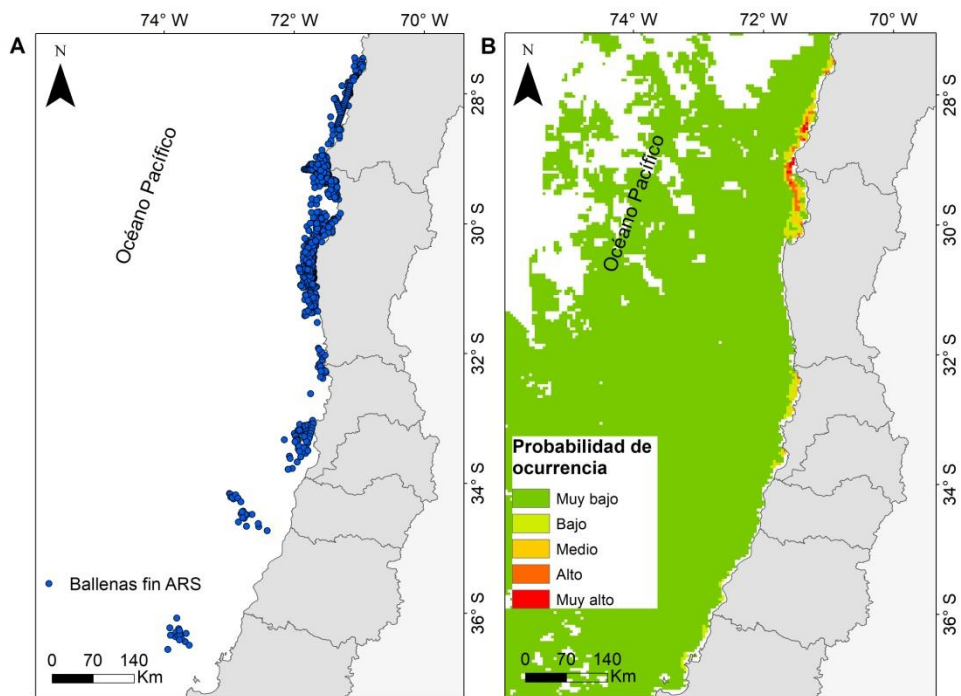 74° W
72° W
70° W
A
N
Océano Pacífico
28° S
30° S
32° S
34° S
36° S
Ballenas fin ARS
0 70 140
Km
74° W
72° W
70° W
B
N
Océano Pacífico
28° S
30° S
32° S
34° S
36° S
Probabilidad de
ocurrencia
Muy bajo
Bajo
Medio
Alto
Muy alto
0 70 140
Km